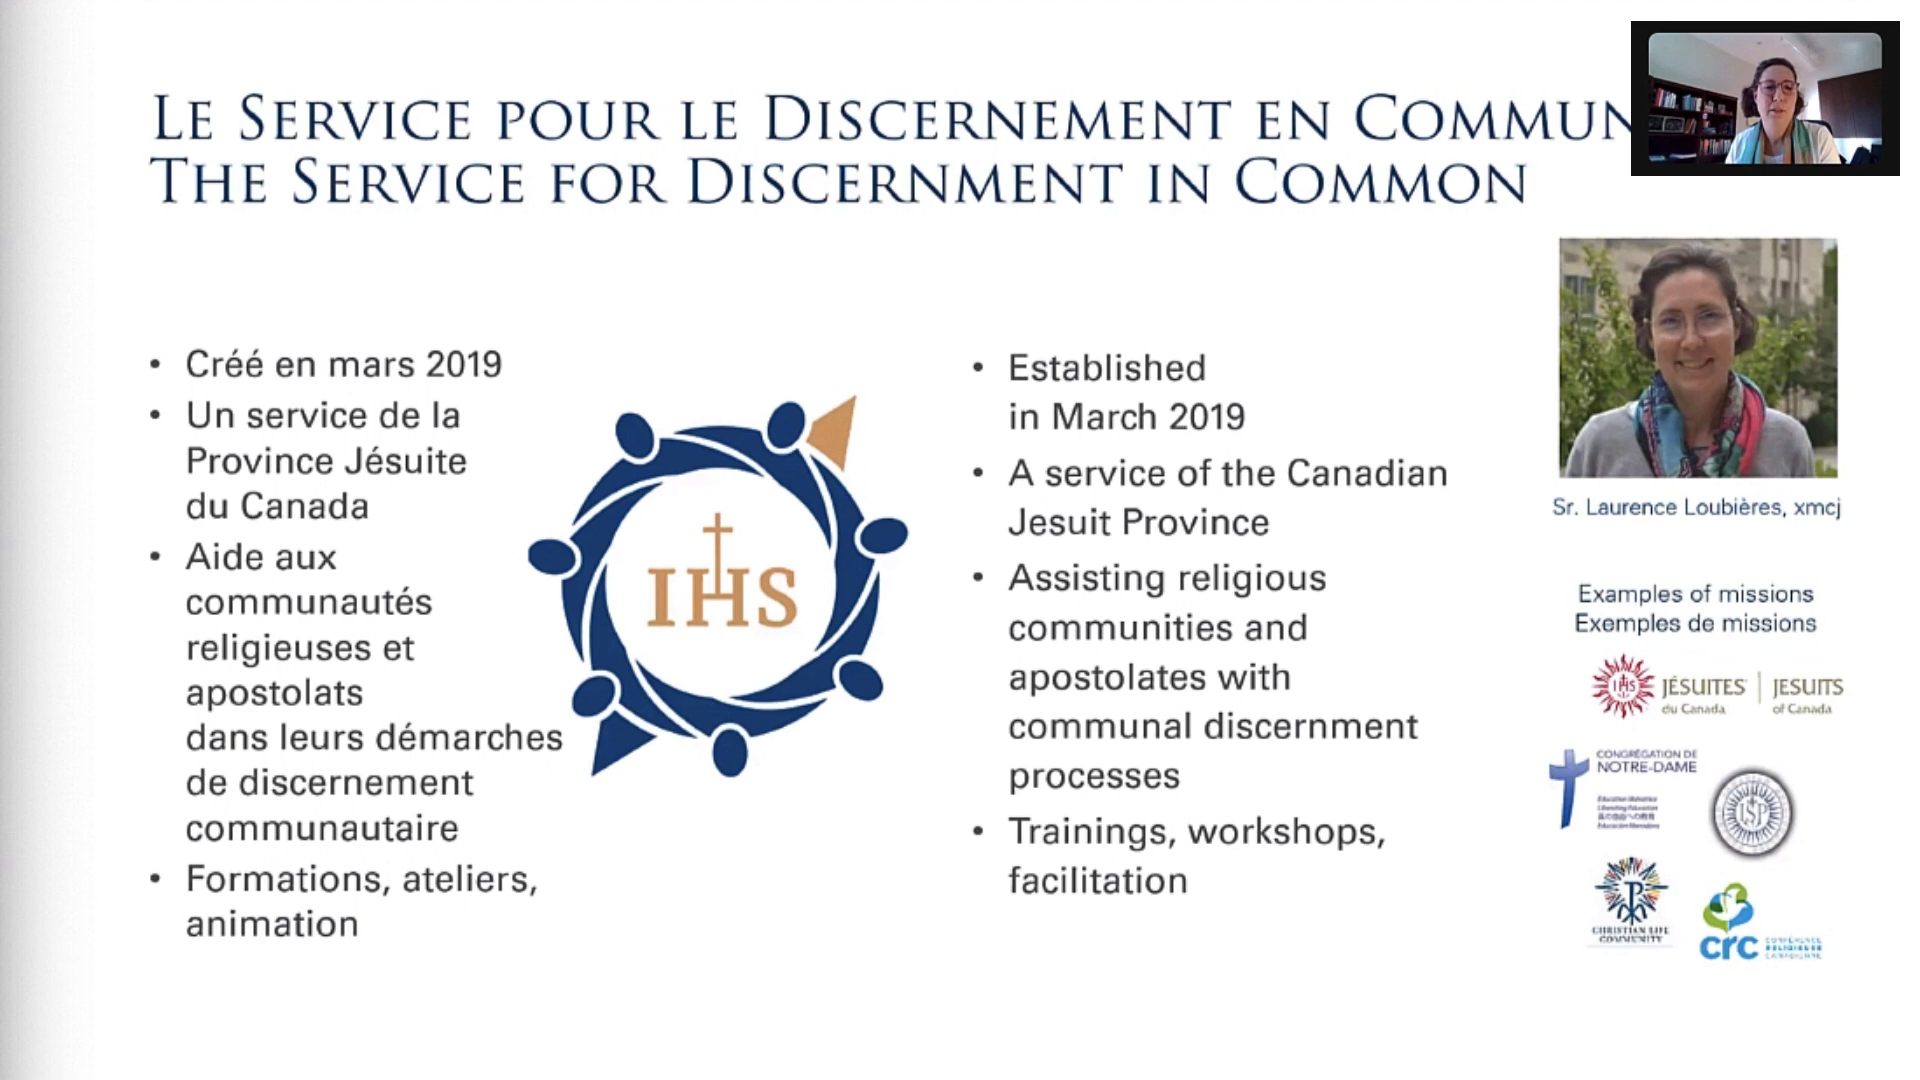 LE SERVICE POUR LE DISCERNEMENT EN COMMUN
THE SERVICE FOR DISCERNMENT IN COMMON
• Créé en mars 2019
• Un service de la
Province Jésuite
du Canada
• Aide aux
communautés
religieuses et
apostolats
dans leurs démarches
de discernement
communautaire
• Formations, ateliers,
animation
IHS
• Established
in March 2019
• A service of the Canadian
Jesuit Province
• Assisting religious
communities and
apostolates with
communal discernment
processes
• Trainings, workshops,
facilitation
Sr. Laurence Loubières, xmcj
Examples of missions
Exemples de missions
IHS
JÉSUITES | JESUITS
du Canada of Canada
CONGRÉGATION DE
NOTRE-DAME
CHRISTIAN LIFE
COMMUNITY
crc
CONFÉRENCE
RELIGIEUSE
CANADIENNE